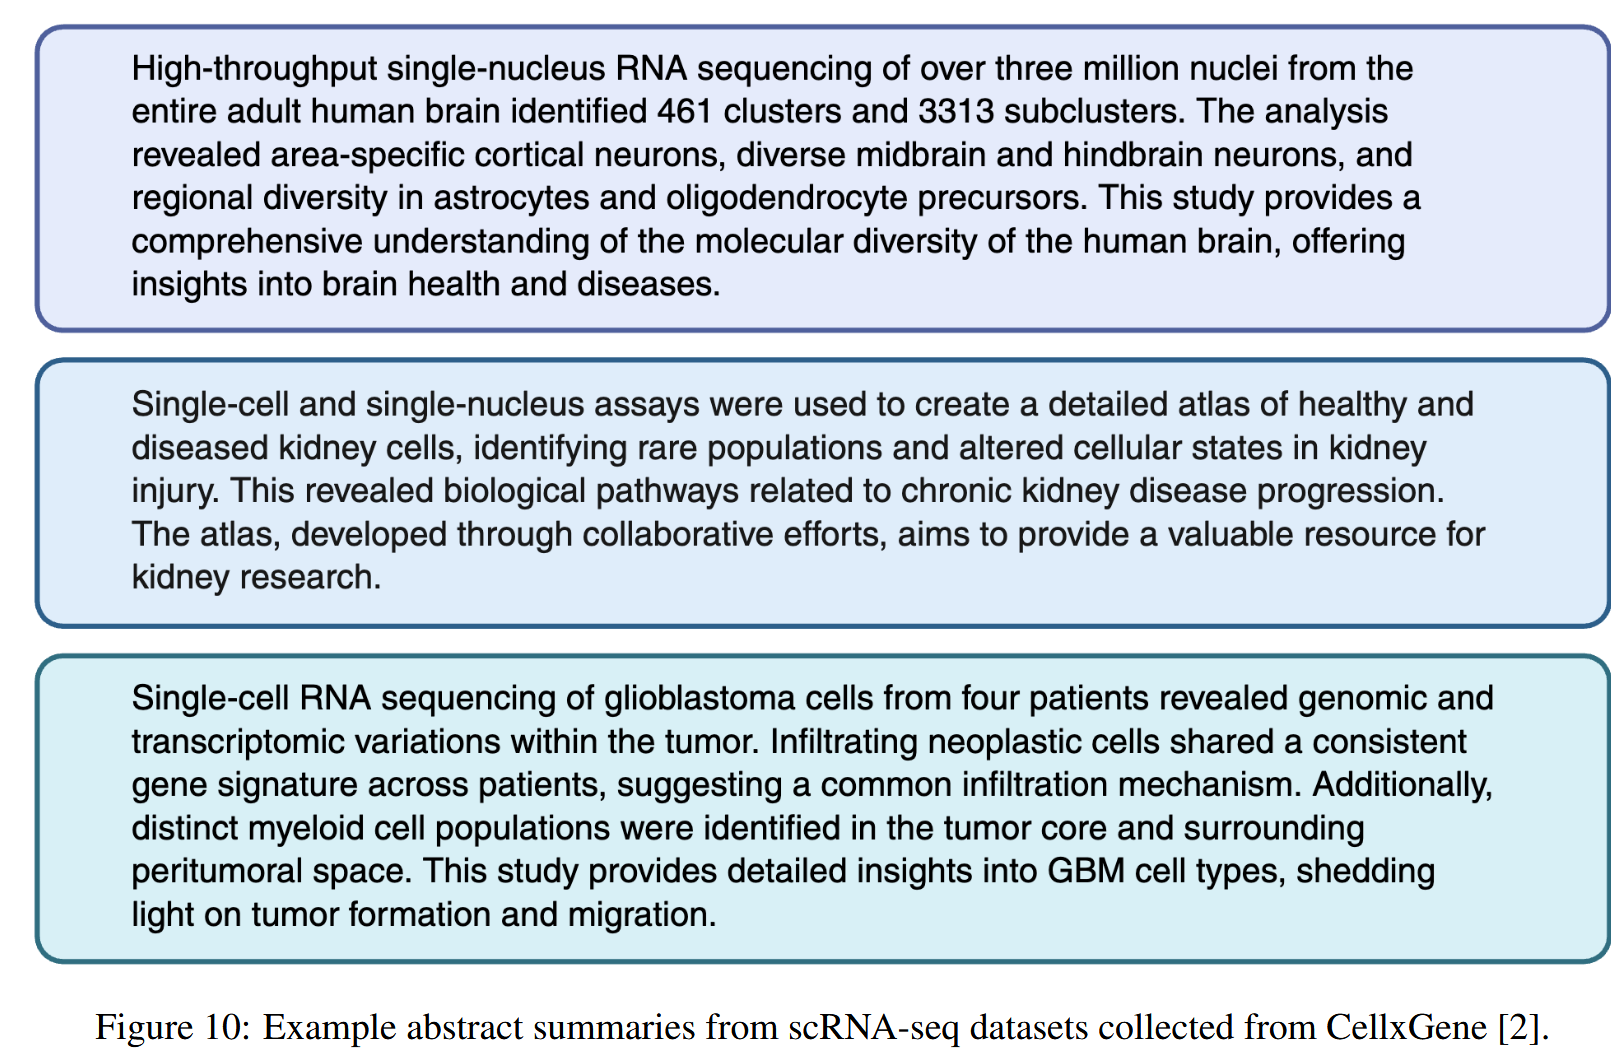 High-throughput single-nucleus RNA sequencing of over three million nuclei from the
entire adult human brain identified 461 clusters and 3313 subclusters. The analysis
revealed area-specific cortical neurons, diverse midbrain and hindbrain neurons, and
regional diversity in astrocytes and oligodendrocyte precursors. This study provides a
comprehensive understanding of the molecular diversity of the human brain, offering
insights into brain health and diseases.
Single-cell and single-nucleus assays were used to create a detailed atlas of healthy and
diseased kidney cells, identifying rare populations and altered cellular states in kidney
injury. This revealed biological pathways related to chronic kidney disease progression.
The atlas, developed through collaborative efforts, aims to provide a valuable resource for
kidney research.
Single-cell RNA sequencing of glioblastoma cells from four patients revealed genomic and
transcriptomic variations within the tumor. Infiltrating neoplastic cells shared a consistent
gene signature across patients, suggesting a common infiltration mechanism. Additionally,
distinct myeloid cell populations were identified in the tumor core and surrounding
peritumoral space. This study provides detailed insights into GBM cell types, shedding
light on tumor formation and migration.
Figure 10: Example abstract summaries from scRNA-seq datasets collected from CellxGene [2].